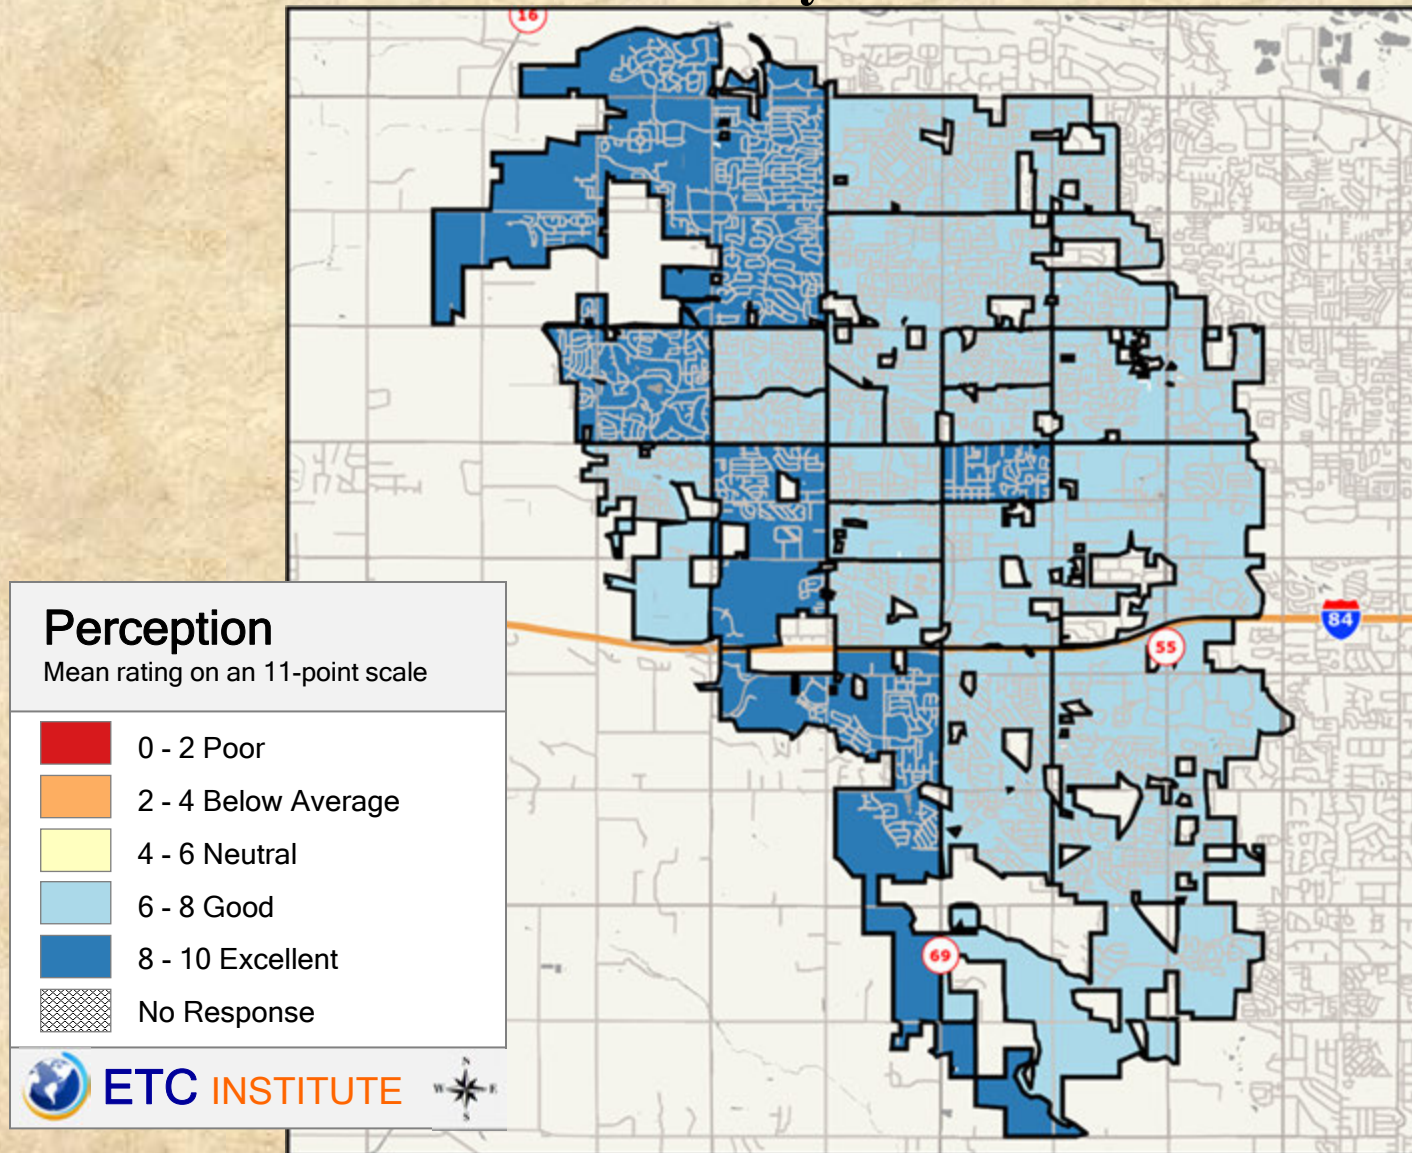 16
84
55
69
Perception
Mean rating on an 11-point scale
0 - 2 Poor
2 - 4 Below Average
4 - 6 Neutral
6 - 8 Good
8 - 10 Excellent
No Response
ETC INSTITUTE
N
W E
S